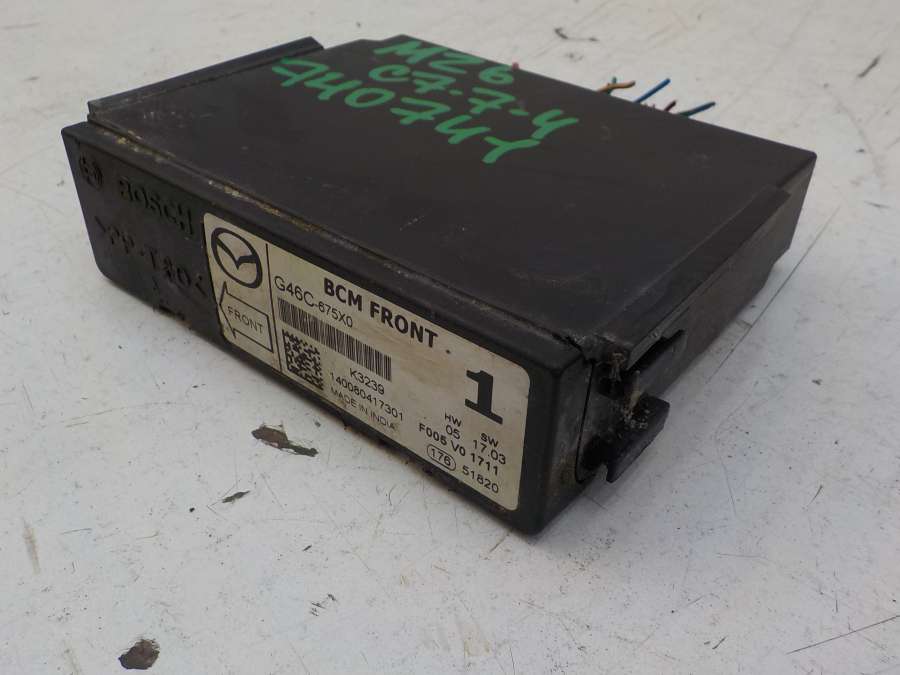 MZ6
C7.7-4
74074Y
BOSCH
FRONT
BCM FRONT
G46C-675X0
K3239
140080417301
MADE IN INDIA
1
HW SW
05 17.03
F005 V0 1711
176 51820